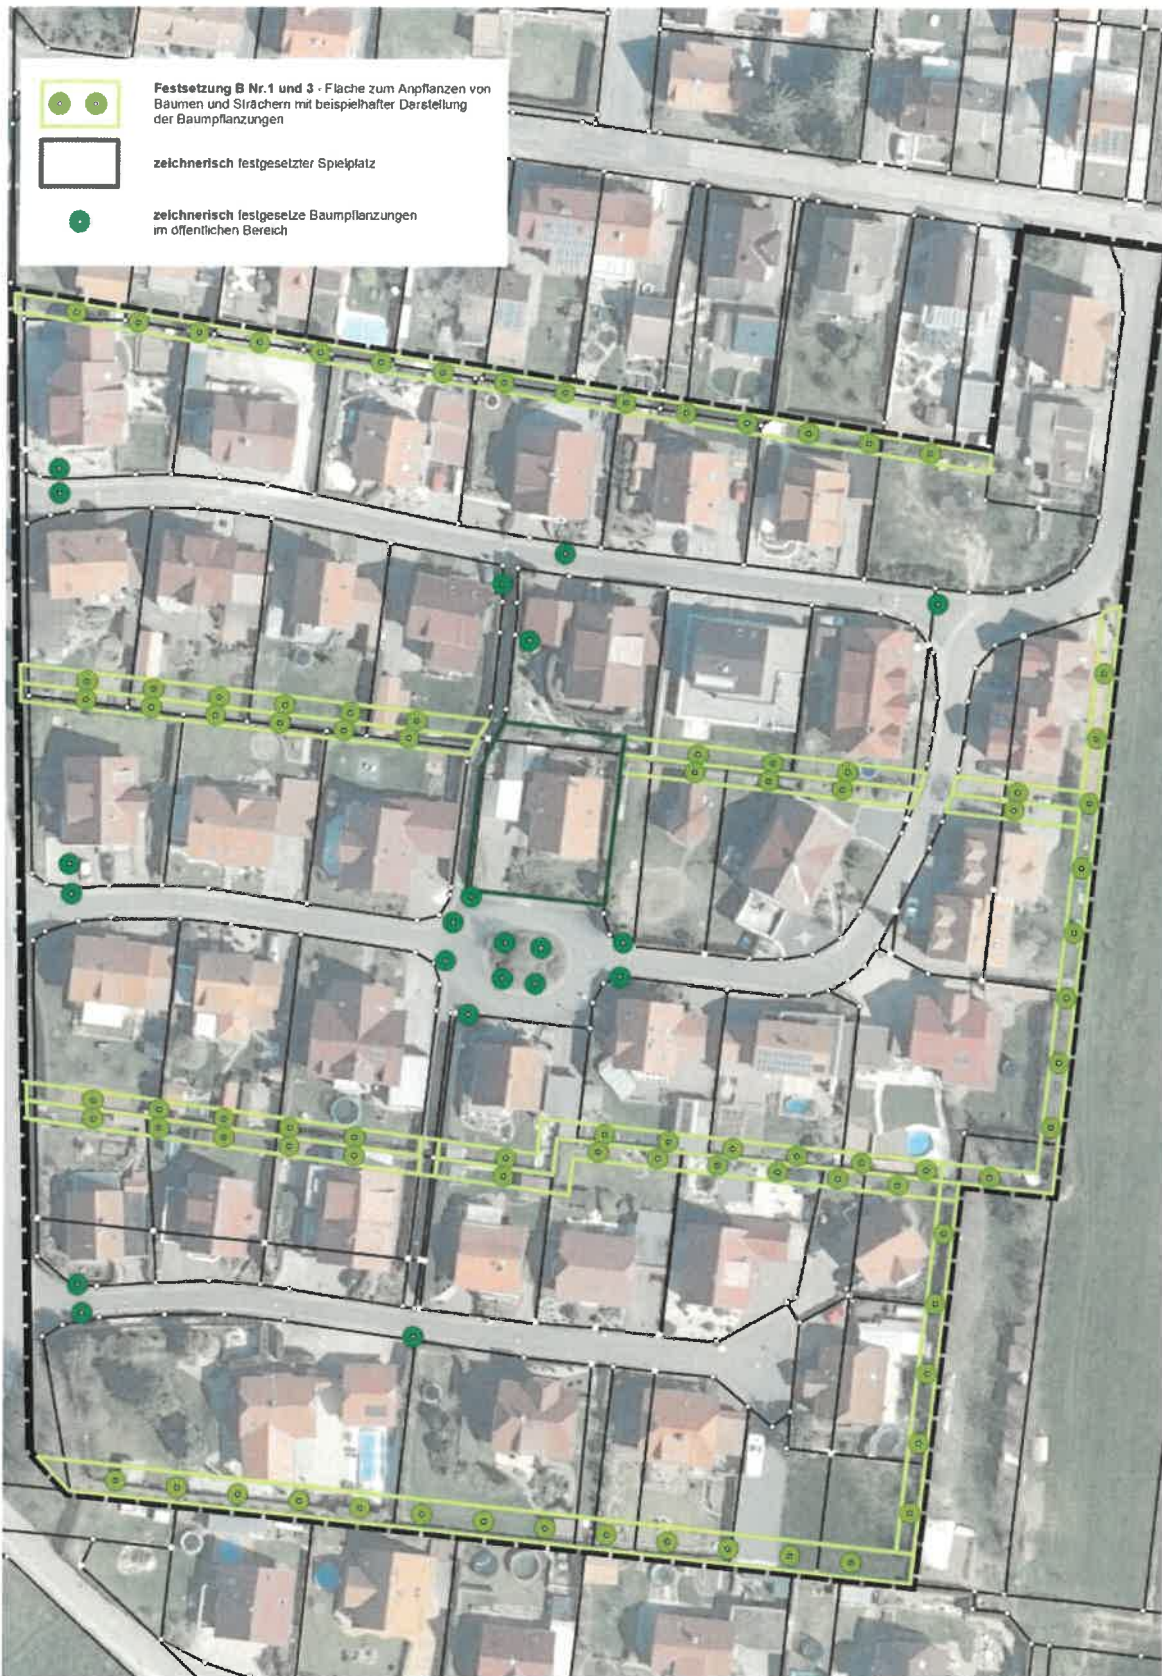 Festsetzung B Nr.1 und 3 - Fläche zum Anpflanzen von
Bäumen und Strächern mit beispielhafter Darstellung
der Baumpflanzungen
zeichnerisch festgesetzter Spielplatz
zeichnerisch festgesetze Baumpflanzungen
im öffentlichen Bereich